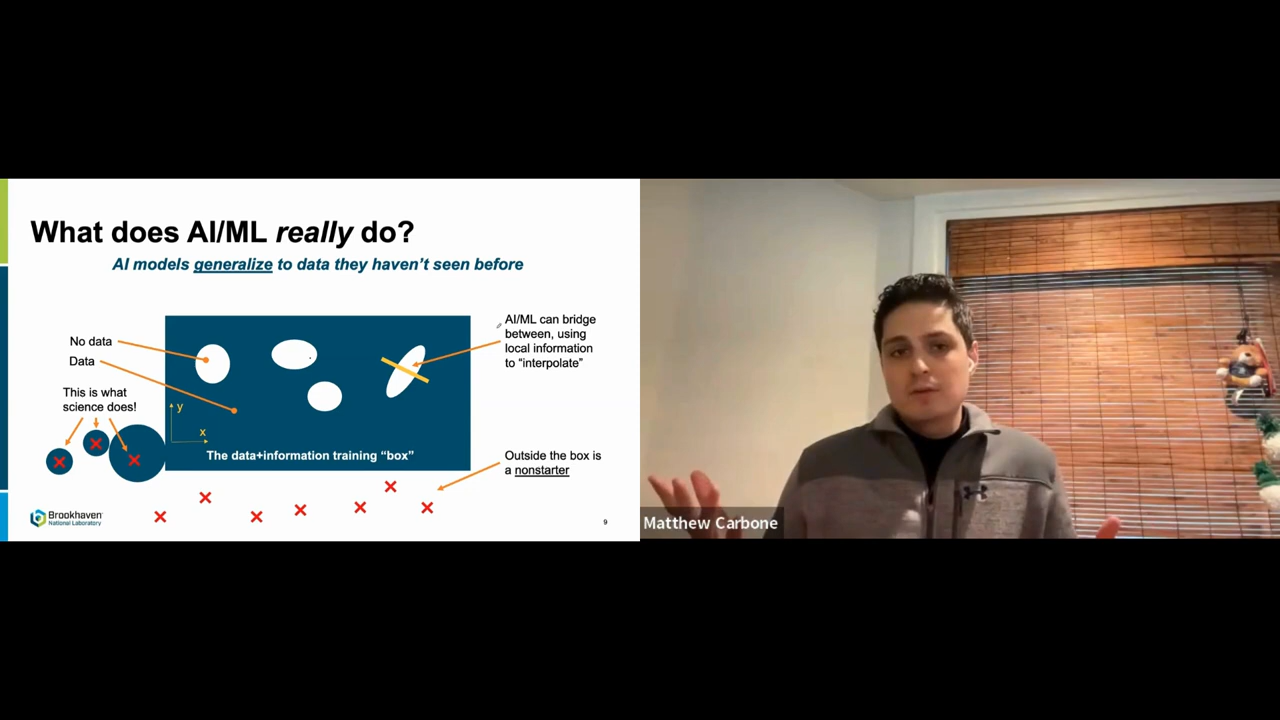 What does AI/ML really do?
AI models generalize to data they haven't seen before
No data
Data
This is what
science does!
AI/ML can bridge
between, using
local information
to “interpolate”
y
x
The data+information training “box”
Outside the box is
a nonstarter
Brookhaven
National Laboratory
9
Matthew Carbone